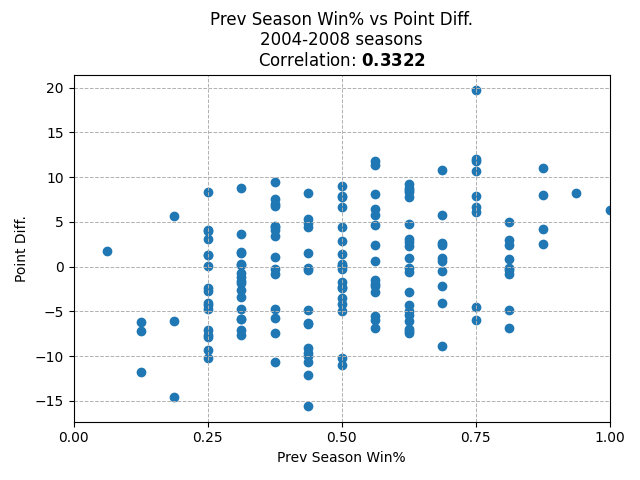 Prev Season Win% vs Point Diff.
2004-2008 seasons
Correlation: 0.3322
20
15
10
5
0
−5
−10
−15
Point Diff.
0.00 0.25 0.50 0.75 1.00
Prev Season Win%